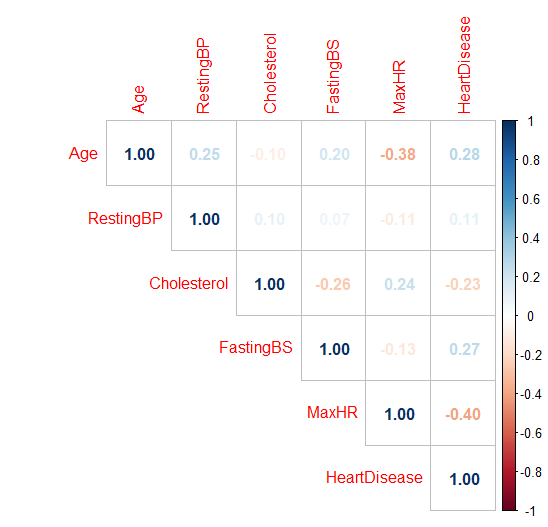 Age
RestingBP
Cholesterol
FastingBS
MaxHR
HeartDisease
Age 1.00 0.25 -0.10 0.20 -0.38 0.28
RestingBP 1.00 0.10 0.07 -0.11 0.11
Cholesterol 1.00 -0.26 0.24 -0.23
FastingBS 1.00 -0.13 0.27
MaxHR 1.00 -0.40
HeartDisease 1.00
1
0.8
0.6
0.4
0.2
0
-0.2
-0.4
-0.6
-0.8
-1